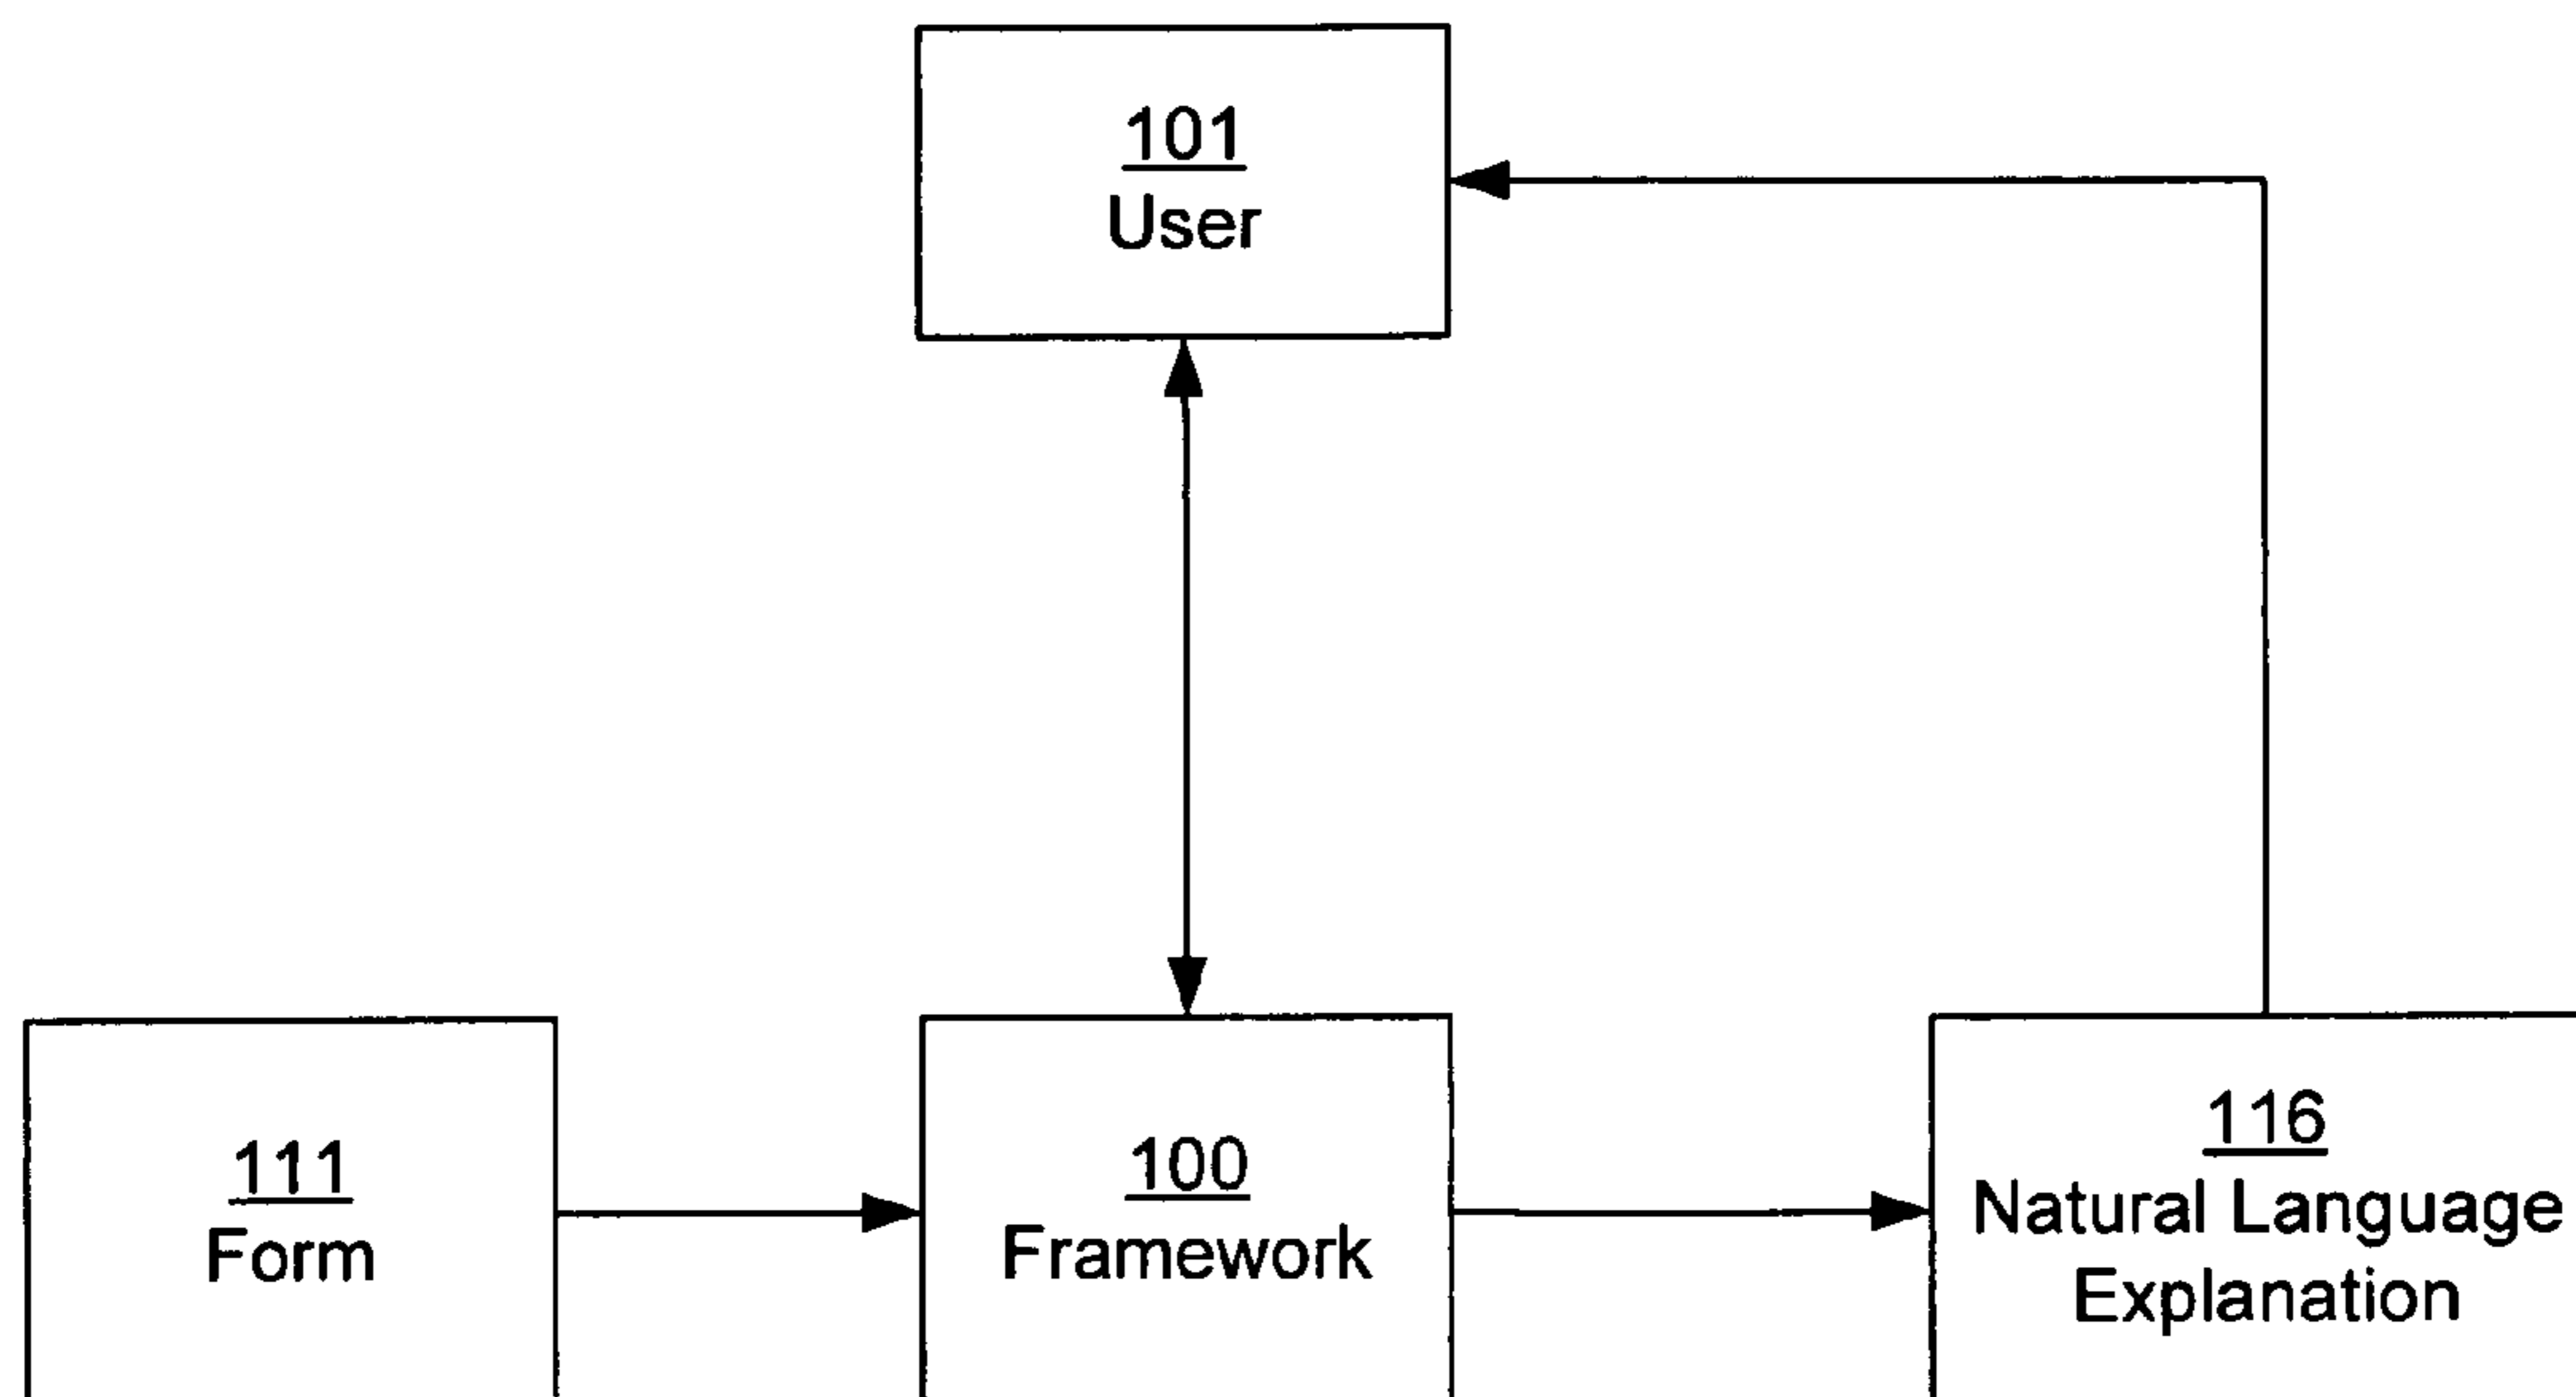 101
User
111
Form
100
Framework
116
Natural Language
Explanation